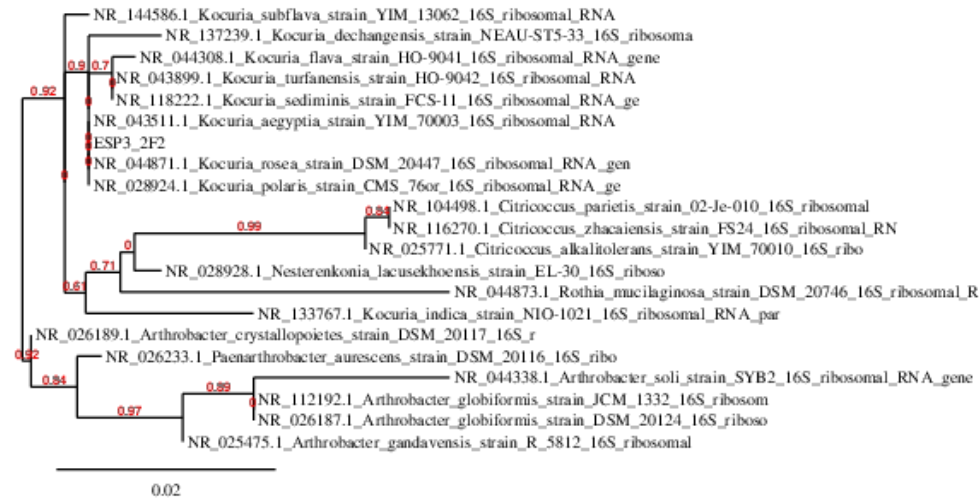 NR_144586.1_Kocuria_subflava_strain_YIM_13062_16S_ribosomal_RNA
NR_137239.1_Kocuria_dechangensis_strain_NEAU-ST5-33_16S_ribosoma
NR_044308.1_Kocuria_flava_strain_HO-9041_16S_ribosomal_RNA_gene
0.9 0.7 NR_043899.1_Kocuria_turfanensis_strain_HO-9042_16S_ribosomal_RNA
0.92 NR_118222.1_Kocuria_sediminis_strain_FCS-11_16S_ribosomal_RNA_ge
NR_043511.1_Kocuria_aegyptia_strain_YIM_70003_16S_ribosomal_RNA
ESP3_2F2
NR_044871.1_Kocuria_rosea_strain_DSM_20447_16S_ribosomal_RNA_gen
NR_028924.1_Kocuria_polaris_strain_CMS_76or_16S_ribosomal_RNA_ge
NR_104498.1_Citricoccus_parietis_strain_02-Je-010_16S_ribosomal
0.99 NR_116270.1_Citricoccus_zhacaiensis_strain_FS24_16S_ribosomal_RN
0 NR_025771.1_Citricoccus_alkalitolerans_strain_YIM_70010_16S_ribo
0.71 NR_028928.1_Nesterenkonia_lacusekhoensis_strain_EL-30_16S_riboso
NR_044873.1_Rothia_mucilaginosa_strain_DSM_20746_16S_ribosomal_R
NR_133767.1_Kocuria_indica_strain_NIO-1021_16S_ribosomal_RNA_par
NR_026189.1_Arthrobacter_crystallopoietes_strain_DSM_20117_16S_r
NR_026233.1_Paenarthrobacter_aurescens_strain_DSM_20116_16S_ribo
0.84 0.89 NR_044338.1_Arthrobacter_soli_strain_SYB2_16S_ribosomal_RNA_gene
NR_112192.1_Arthrobacter_globiformis_strain_JCM_1332_16S_ribosom
0.97 NR_026187.1_Arthrobacter_globiformis_strain_DSM_20124_16S_riboso
NR_025475.1_Arthrobacter_gandavensis_strain_R_5812_16S_ribosomal
0.02